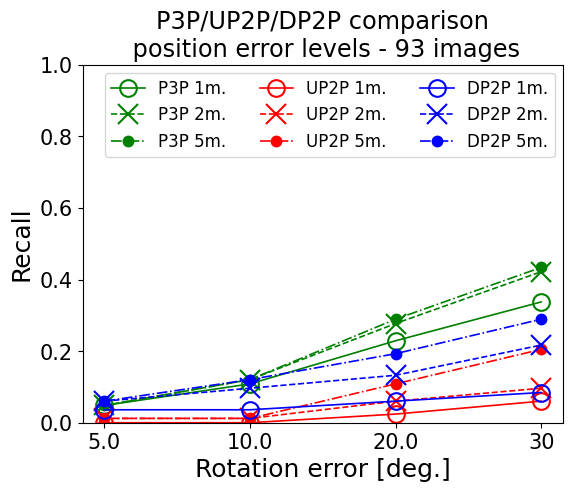 P3P/UP2P/DP2P comparison
position error levels - 93 images
P3P 1m. UP2P 1m. DP2P 1m.
P3P 2m. UP2P 2m. DP2P 2m.
P3P 5m. UP2P 5m. DP2P 5m.
1.0
0.8
0.6
0.4
0.2
0.0
Recall
5.0 10.0 20.0 30
Rotation error [deg.]